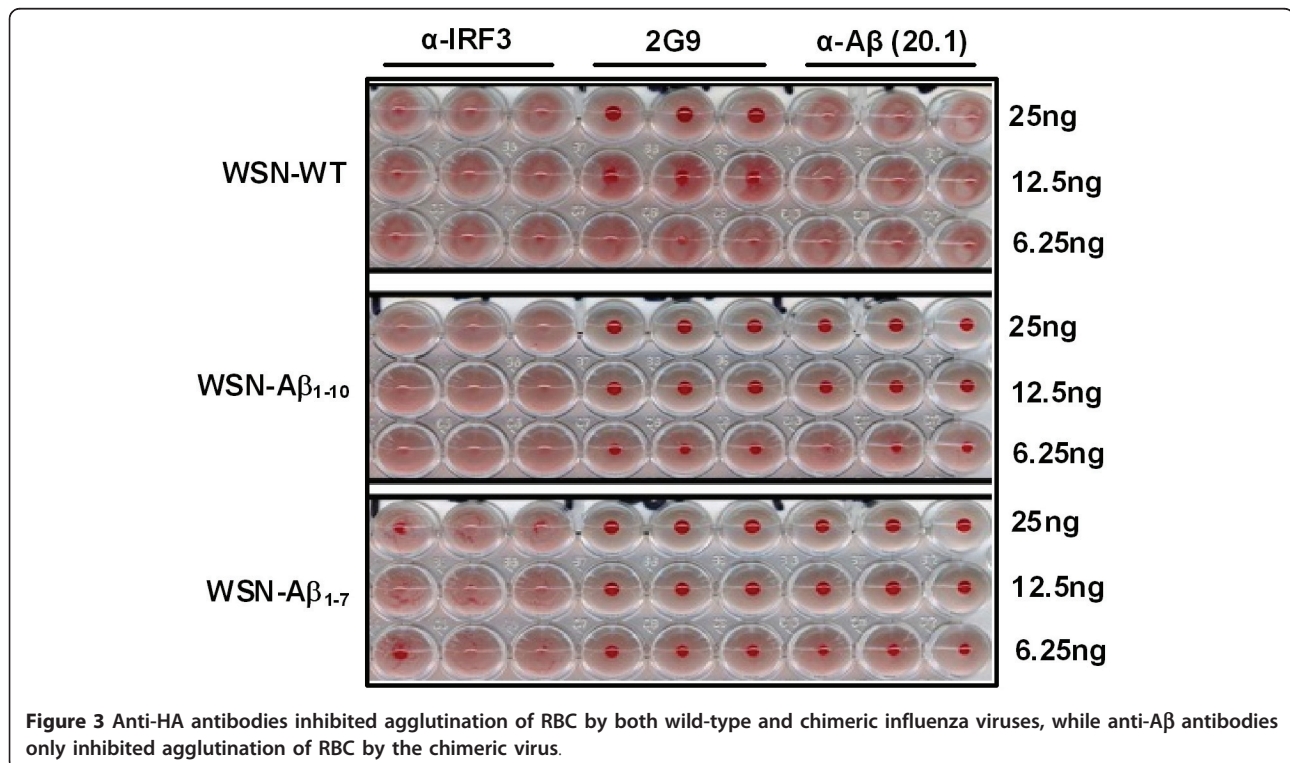 α-IRF3 2G9 α-Aβ (20.1)
WSN-WT
25ng
12.5ng
6.25ng
WSN-Aβ1-10
25ng
12.5ng
6.25ng
WSN-Aβ1-7
25ng
12.5ng
6.25ng
Figure 3 Anti-HA antibodies inhibited agglutination of RBC by both wild-type and chimeric influenza viruses, while anti-Aβ antibodies
only inhibited agglutination of RBC by the chimeric virus.